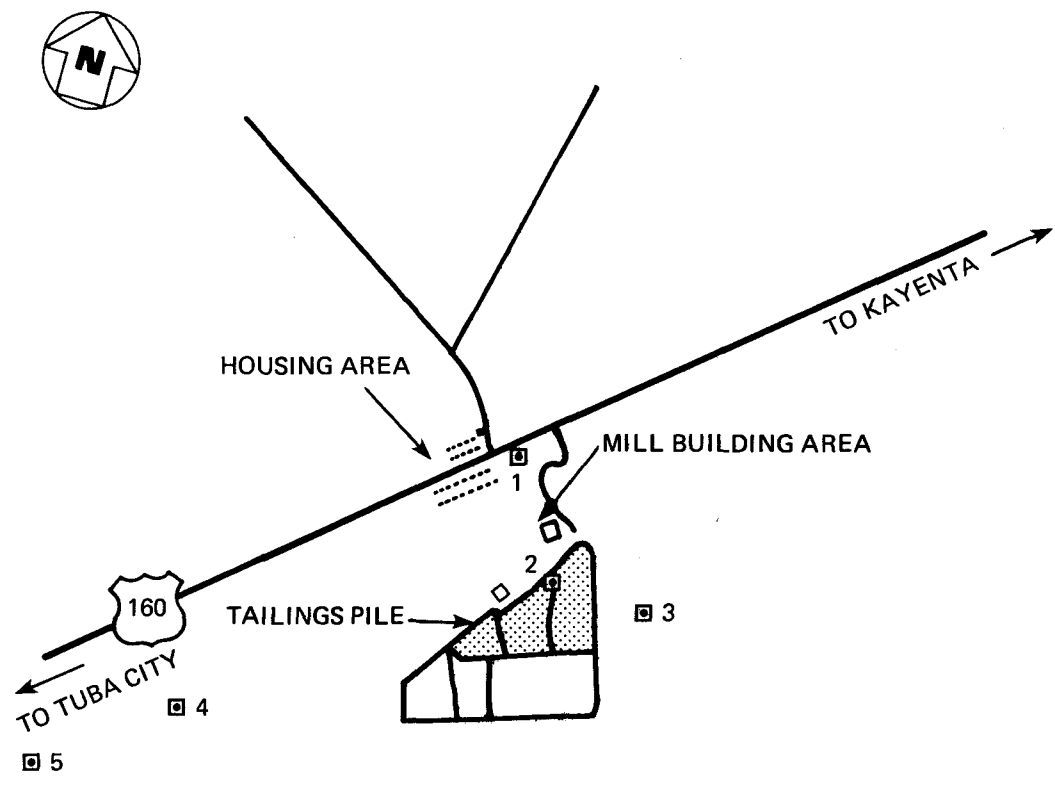 N
TO KAYENTA
HOUSING AREA
MILL BUILDING AREA
1
2
160
TAILINGS PILE
3
TO TUBA CITY
4
5